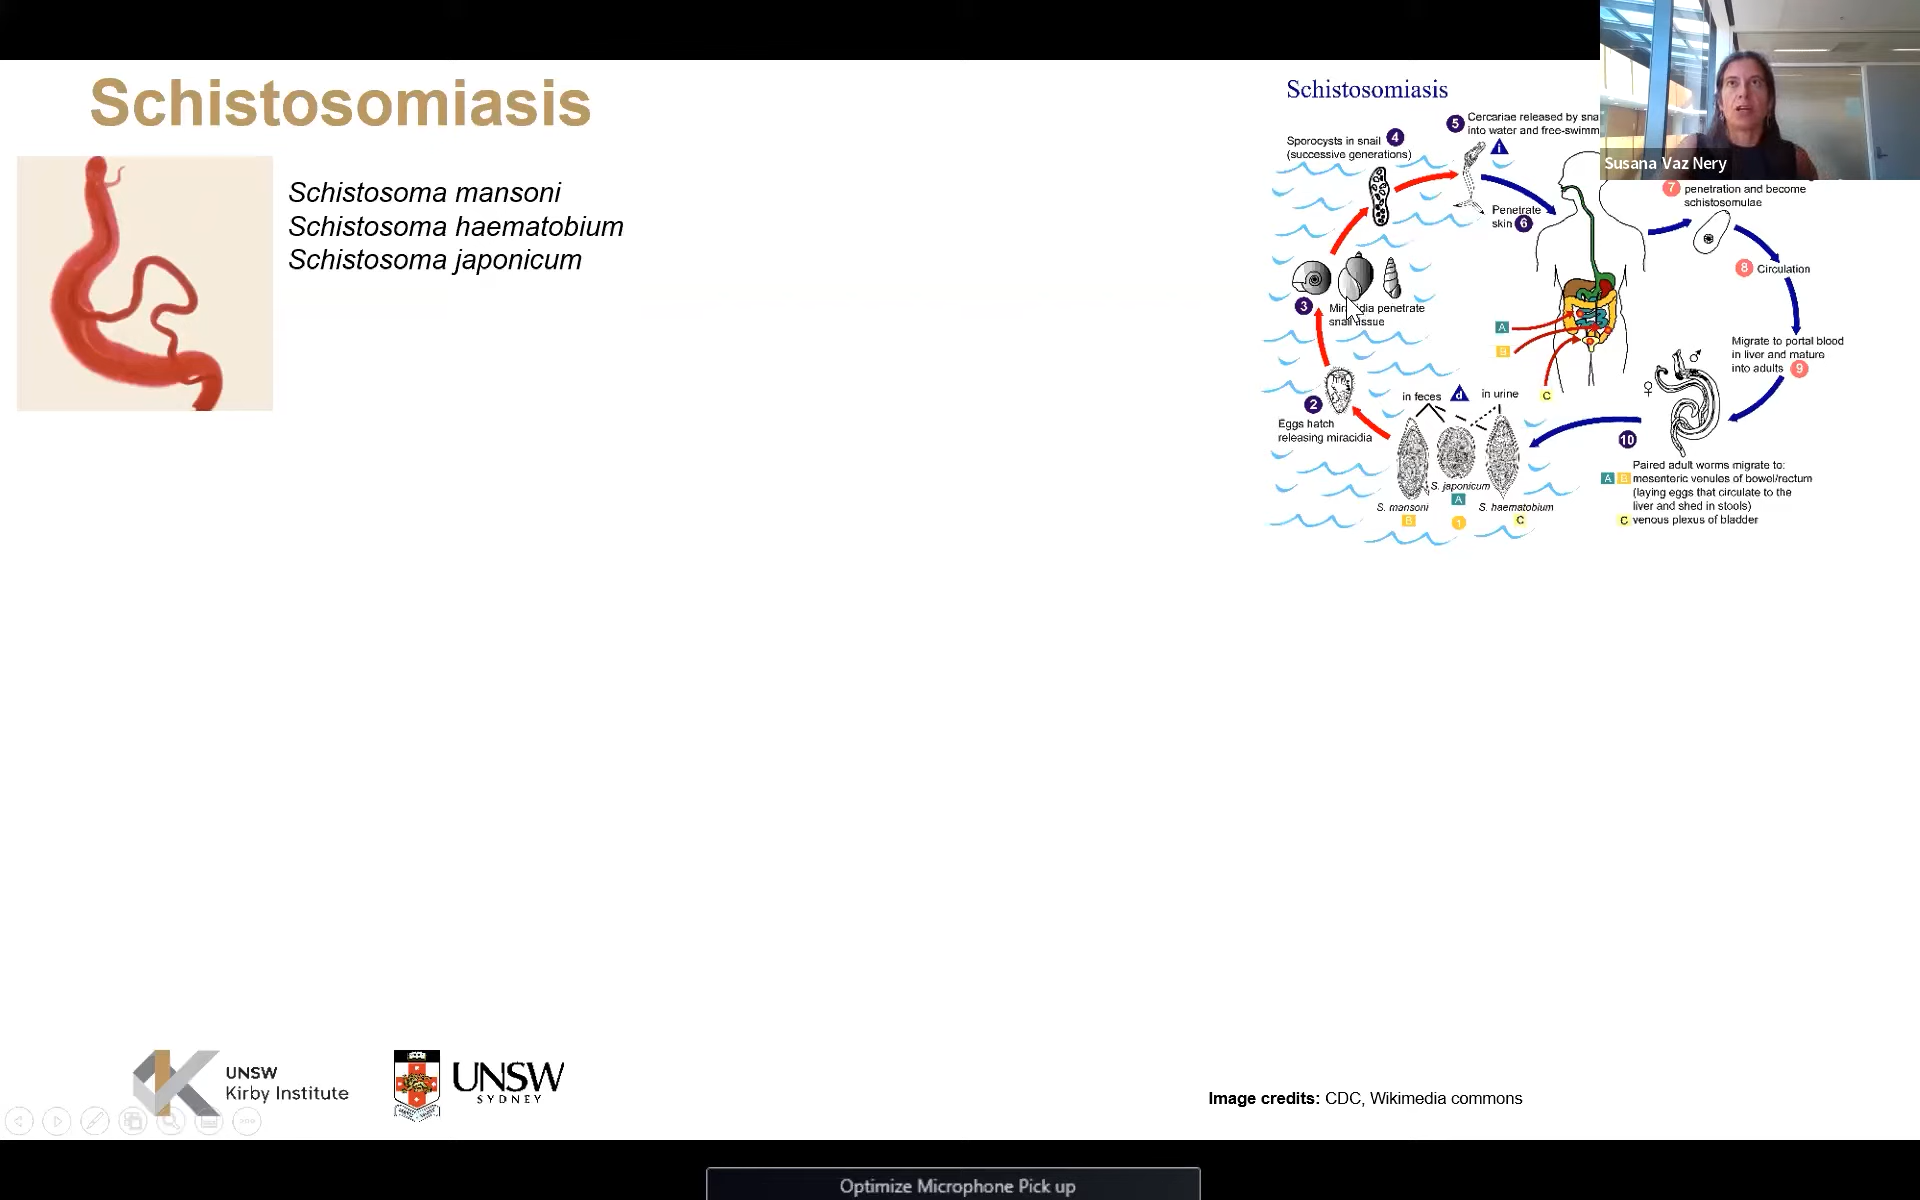 Schistosomiasis
Schistosoma mansoni
Schistosoma haematobium
Schistosoma japonicum
Schistosomiasis
Sporocysts in snail 4
(successive generations)
5 Cercariae released by sna
into water and free-swimm
i
Susana Vaz Nery
Penetrate
skin 6
7 penetration and become
schistosomulae
8 Circulation
3
penetrate
snail tissue
A
B
C
Migrate to portal blood
in liver and mature
into adults 9
♂
♀
2
Eggs hatch
releasing miracidia
in feces d in urine
10
S. japonicum
A
S. mansoni
B
1
S. haematobium
C
Paired adult worms migrate to:
A B mesenteric venules of bowel/rectum
(laying eggs that circulate to the
liver and shed in stools)
C venous plexus of bladder
UNSW
Kirby Institute
UNSW
SYDNEY
Image credits: CDC, Wikimedia commons
Optimize Microphone Pick up